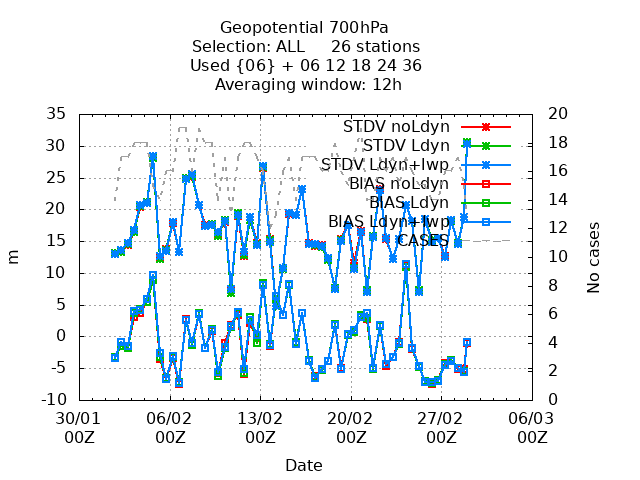 Geopotential 700hPa
Selection: ALL 26 stations
Used {06} + 06 12 18 24 36
Averaging window: 12h
35 20
30 18
25 16
20 14
15 12
10 10
5 8
0 6
-5 4
-10 2
0
m
No cases
STDV noLdyn
STDV Ldyn
STDV Ldyn+lwp
BIAS noLdyn
BIAS Ldyn
BIAS Ldyn+lwp
CASES
30/01 06/02 13/02 20/02 27/02 06/03
00Z 00Z 00Z 00Z 00Z 00Z
Date